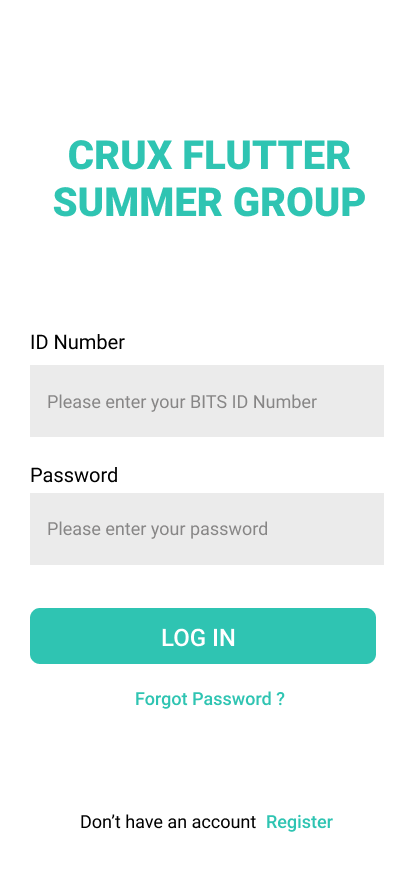 CRUX FLUTTER
SUMMER GROUP
ID Number
Please enter your BITS ID Number
Password
Please enter your password
LOG IN
Forgot Password ?
Don’t have an account Register